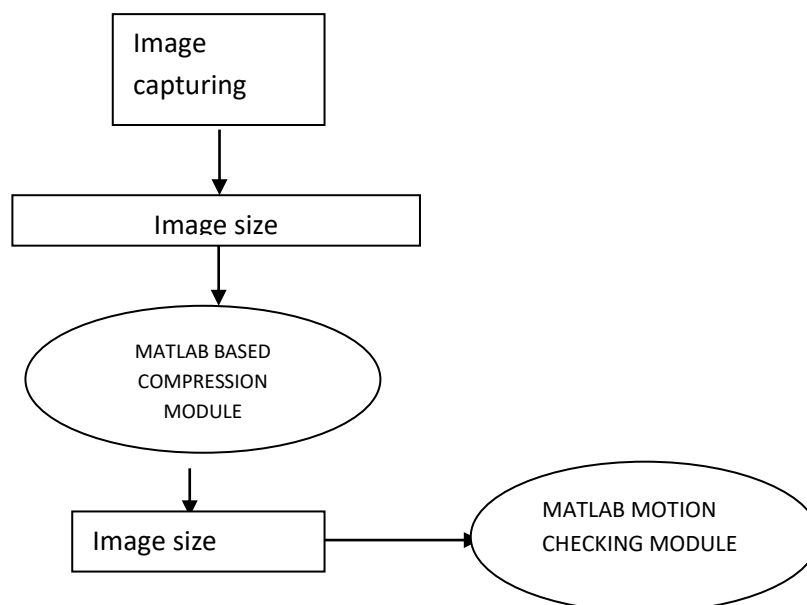 Image
capturing
Image size
MATLAB BASED
COMPRESSION
MODULE
Image size
MATLAB MOTION
CHECKING MODULE